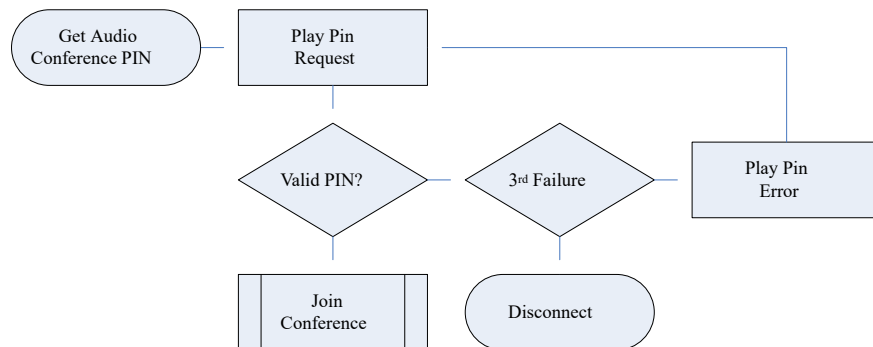 Get Audio
Conference PIN
Play Pin
Request
Valid PIN?
3rd Failure
Play Pin
Error
Join
Conference
Disconnect